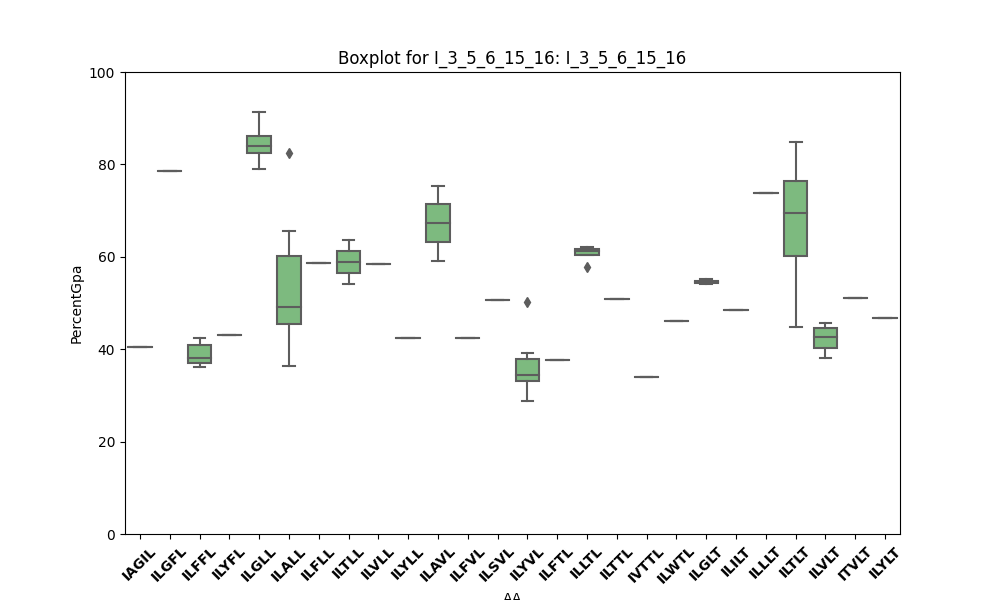 Boxplot for I_3_5_6_15_16: I_3_5_6_15_16
100
80
60
40
20
0
PercentGpa
IAGIL
ILGFL
ILFFL
ILYFL
ILGLL
ILALL
ILFLL
ILTLL
ILVLL
ILYLL
ILAVL
ILFVL
ILSVL
ILYVL
ILFTL
ILLTL
ILTTL
IVTTL
ILWTL
ILGLT
ILILT
ILLLT
ILTLT
ILVLT
ITVLT
ILYLT
AA